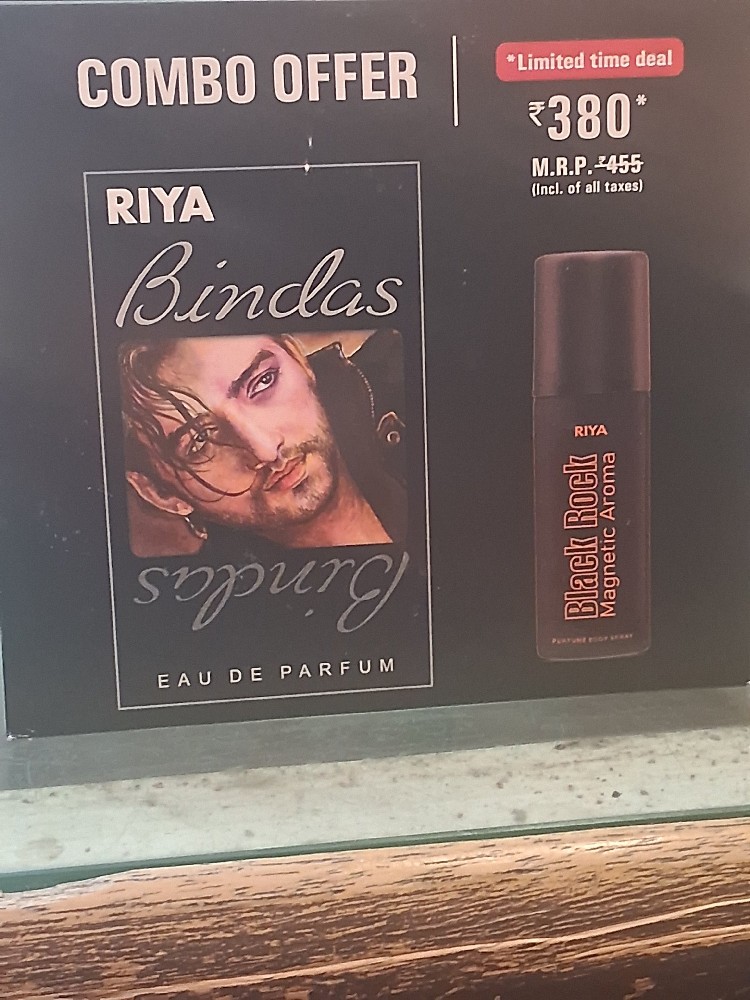 COMBO OFFER
*Limited time deal
₹380*
M.R.P. ₹455
(Incl. of all taxes)
RIYA
Bindas
Bindas
EAU DE PARFUM
RIYA
Black Rock
Magnetic Aroma
PERFUME BODY SPRAY